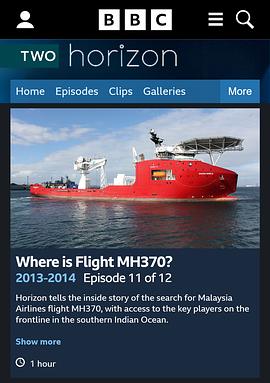 BBC
TWO horizon
Home Episodes Clips Galleries More
Where is Flight MH370?
2013-2014 Episode 11 of 12
Horizon tells the inside story of the search for Malaysia
Airlines flight MH370, with access to the key players on the
frontline in the southern Indian Ocean.
Show more
1 hour